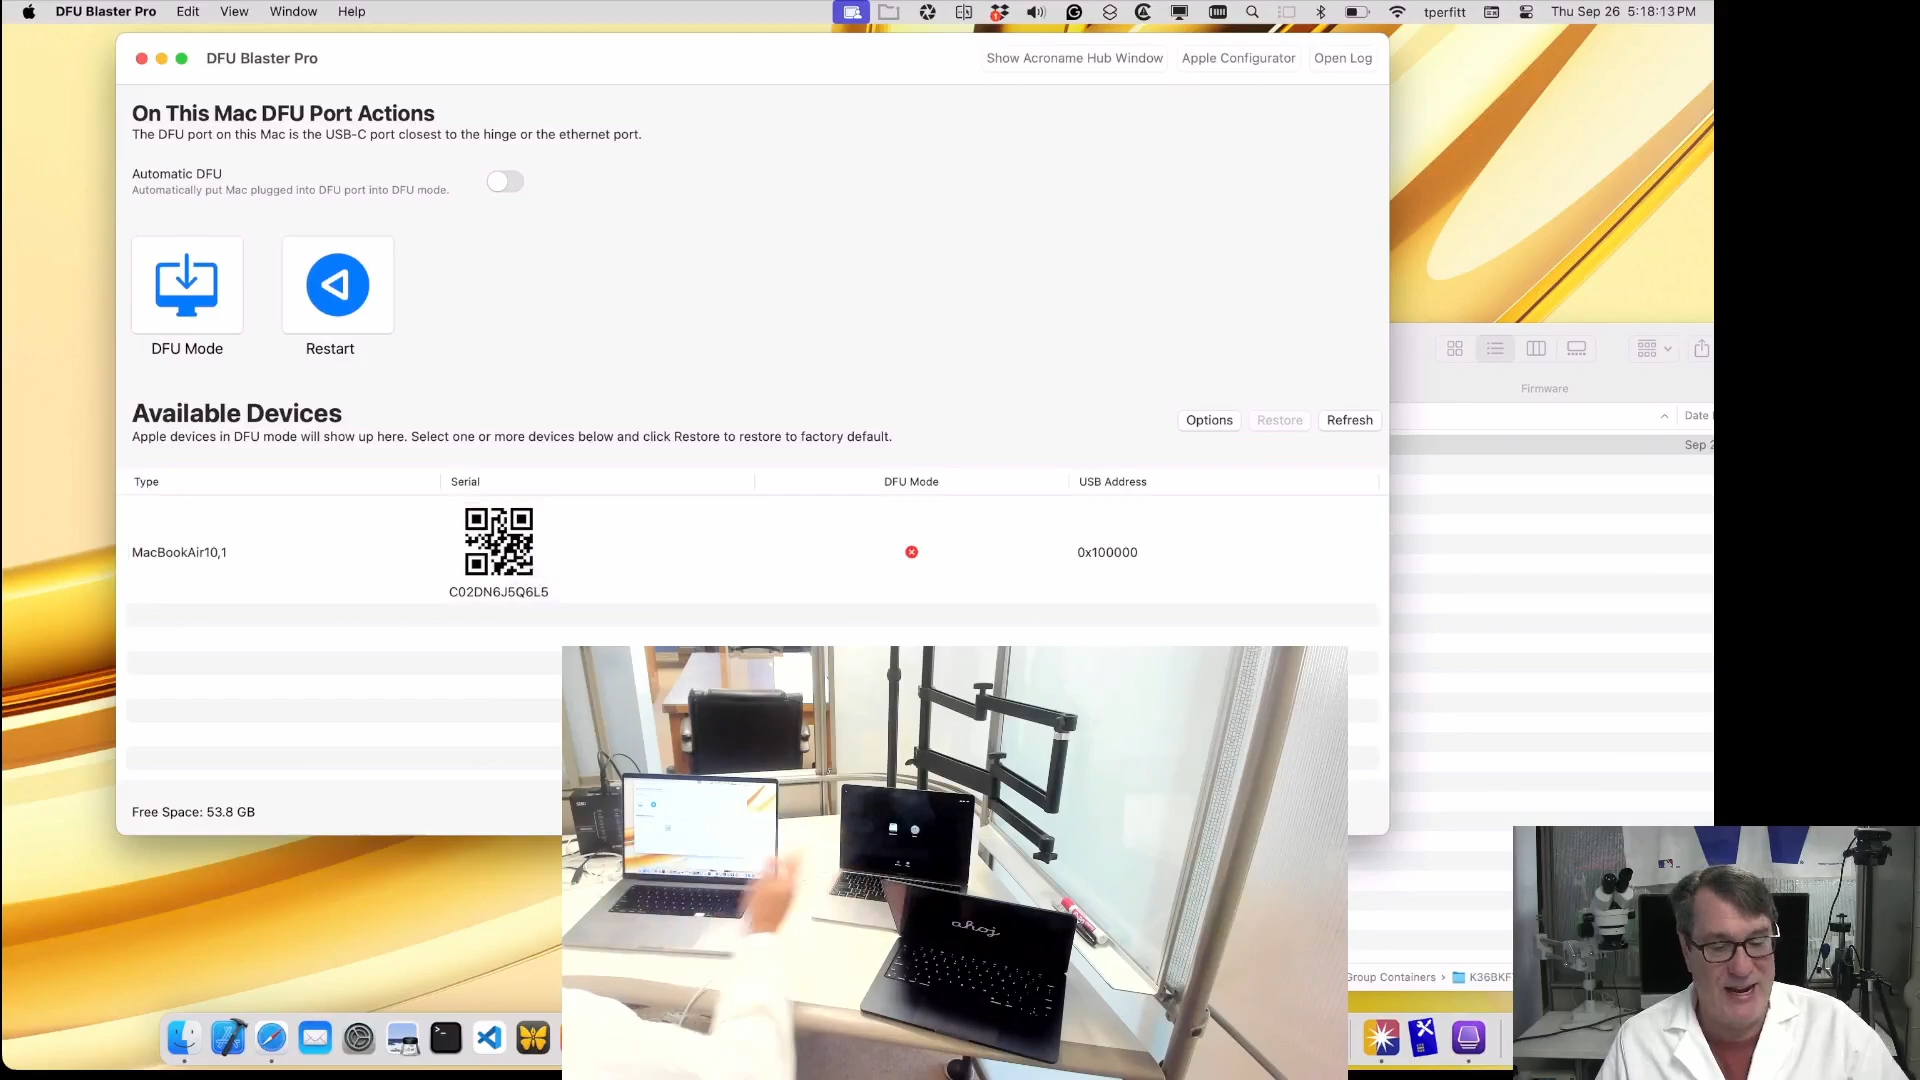 DFU Blaster Pro Edit View Window Help
tperfitt Thu Sep 26 5:18:13 PM
DFU Blaster Pro
Show Acroname Hub Window Apple Configurator Open Log
On This Mac DFU Port Actions
The DFU port on this Mac is the USB-C port closest to the hinge or the ethernet port.
Automatic DFU
Automatically put Mac plugged into DFU port into DFU mode.
DFU Mode Restart
Firmware
Date
Sep 2
Available Devices
Options Restore Refresh
Apple devices in DFU mode will show up here. Select one or more devices below and click Restore to restore to factory default.
Type Serial DFU Mode USB Address
MacBookAir10,1 0x100000
C02DN6J5Q6L5
Free Space: 53.8 GB
ahoj
Group Containers › K36BKF